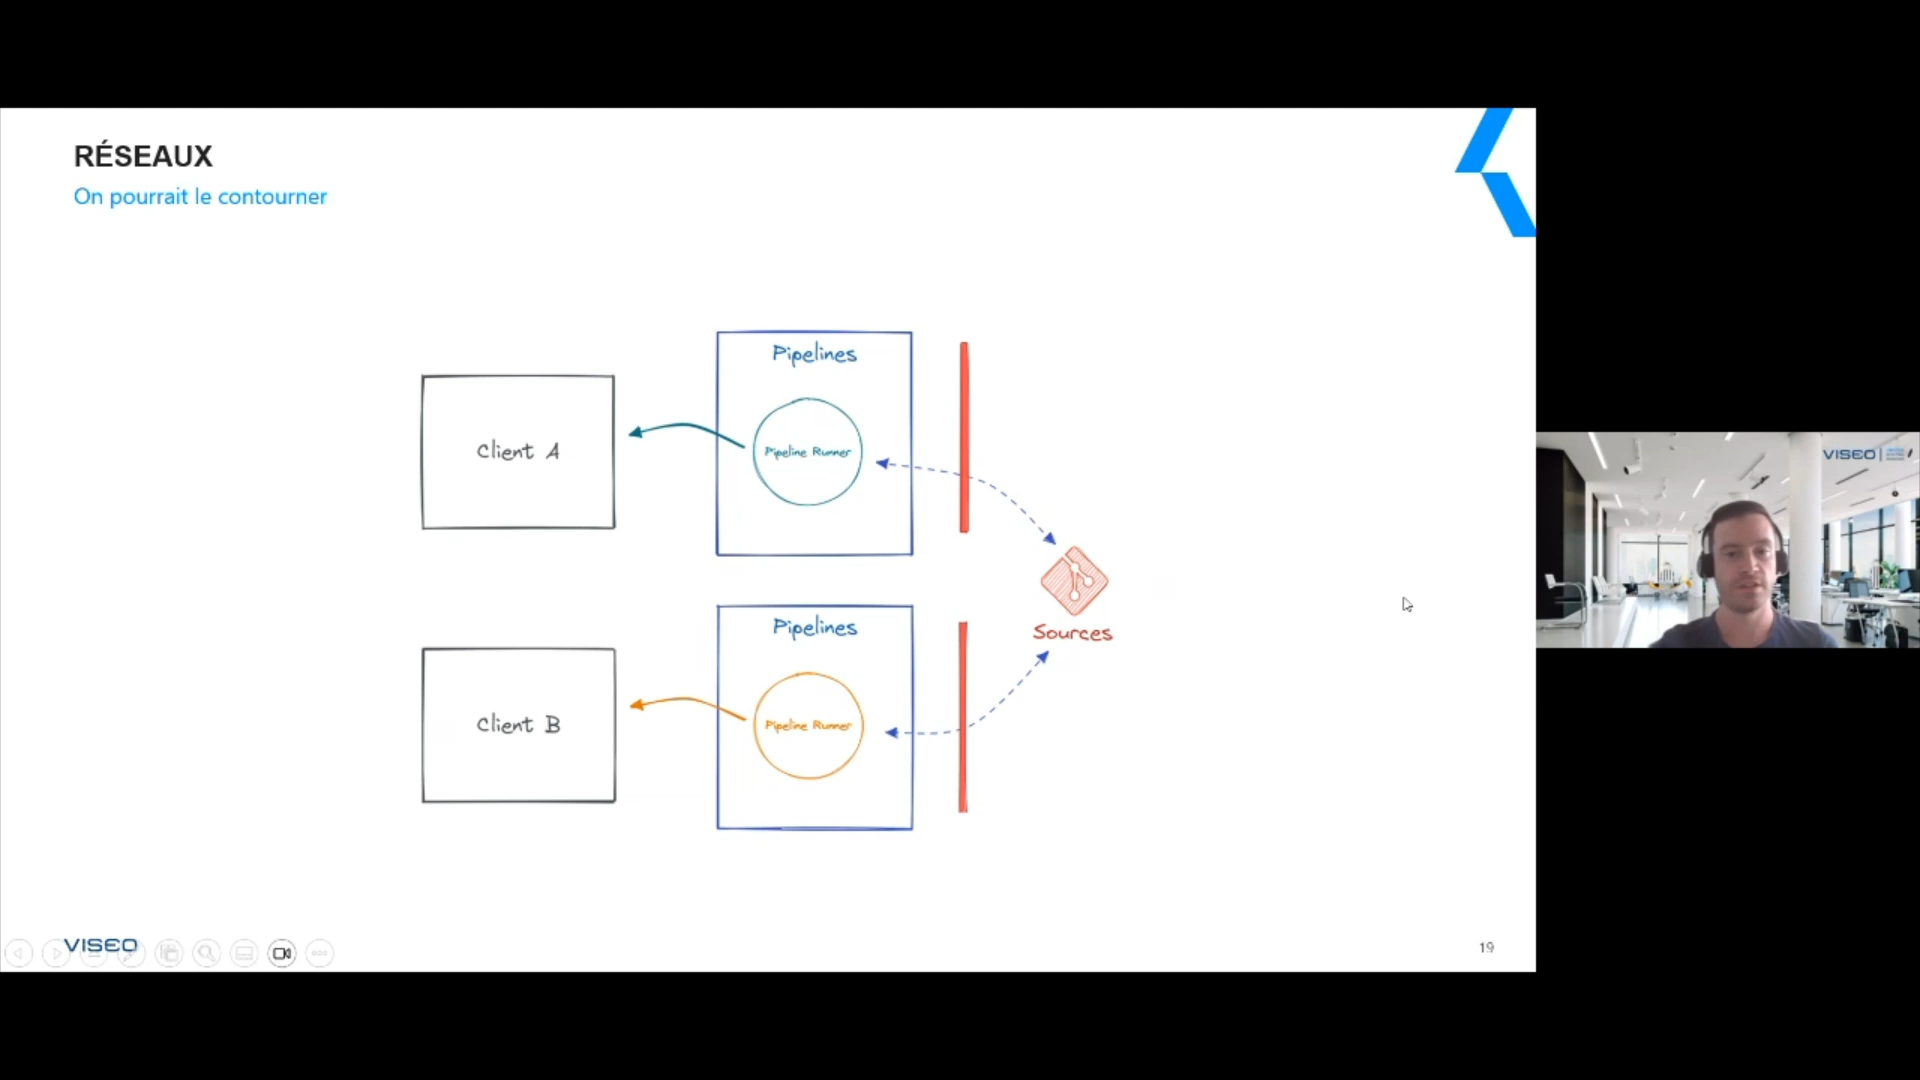 RÉSEAUX
On pourrait le contourner
Pipelines
Client A
Pipeline Runner
Sources
Pipelines
Client B
Pipeline Runner
VISEO
19
VISEO